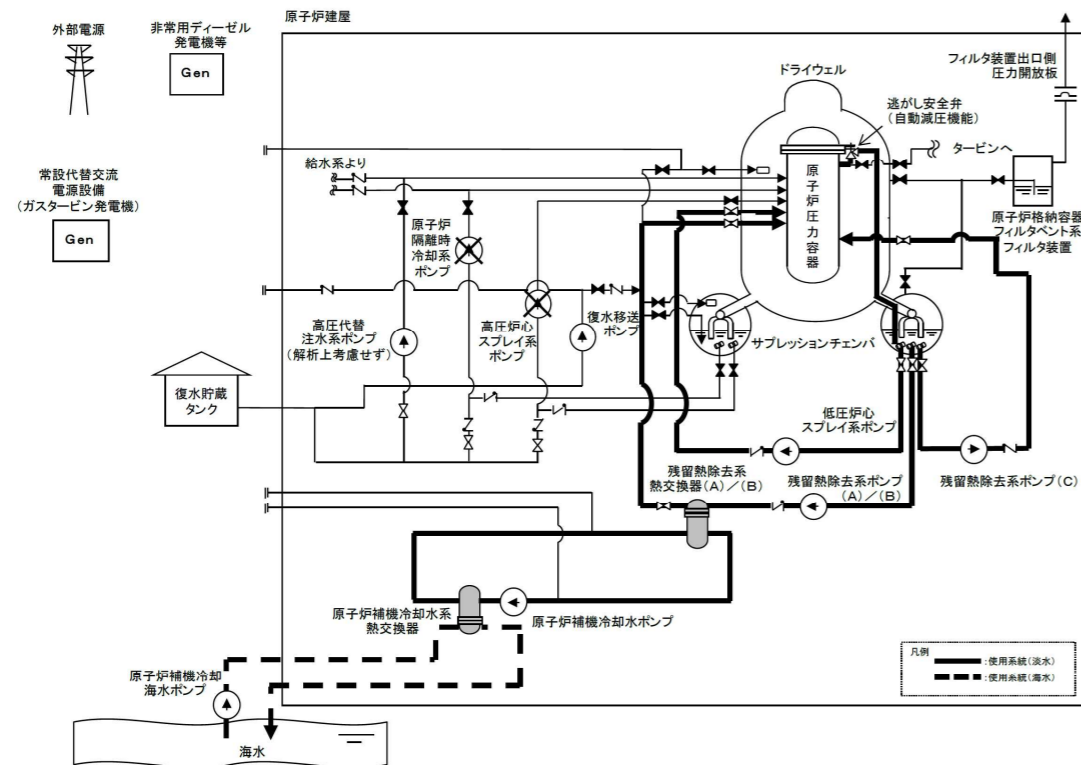 外部電源
非常用ディーゼル
発電機等
Gen
原子炉建屋
フィルタ装置出口側
圧力開放板
ドライウェル
逃がし安全弁
(自動減圧機能)
タービンへ
給水系より
常設代替交流
電源設備
(ガスタービン発電機)
Gen
原子炉圧力容器
原子炉格納容器
フィルタベント系
フィルタ装置
原子炉
隔離時
冷却系
ポンプ
高圧代替
注水系ポンプ
(解析上考慮せず)
高圧炉心
スプレイ系
ポンプ
復水移送
ポンプ
サプレッションチェンバ
復水貯蔵
タンク
低圧炉心
スプレイ系ポンプ
残留熱除去系
熱交換器(A)/(B)
残留熱除去系ポンプ
(A)/(B)
残留熱除去系ポンプ(C)
原子炉補機冷却水系
熱交換器
原子炉補機冷却水ポンプ
原子炉補機冷却
海水ポンプ
海水
凡例
:使用系統(淡水)
:使用系統(海水)